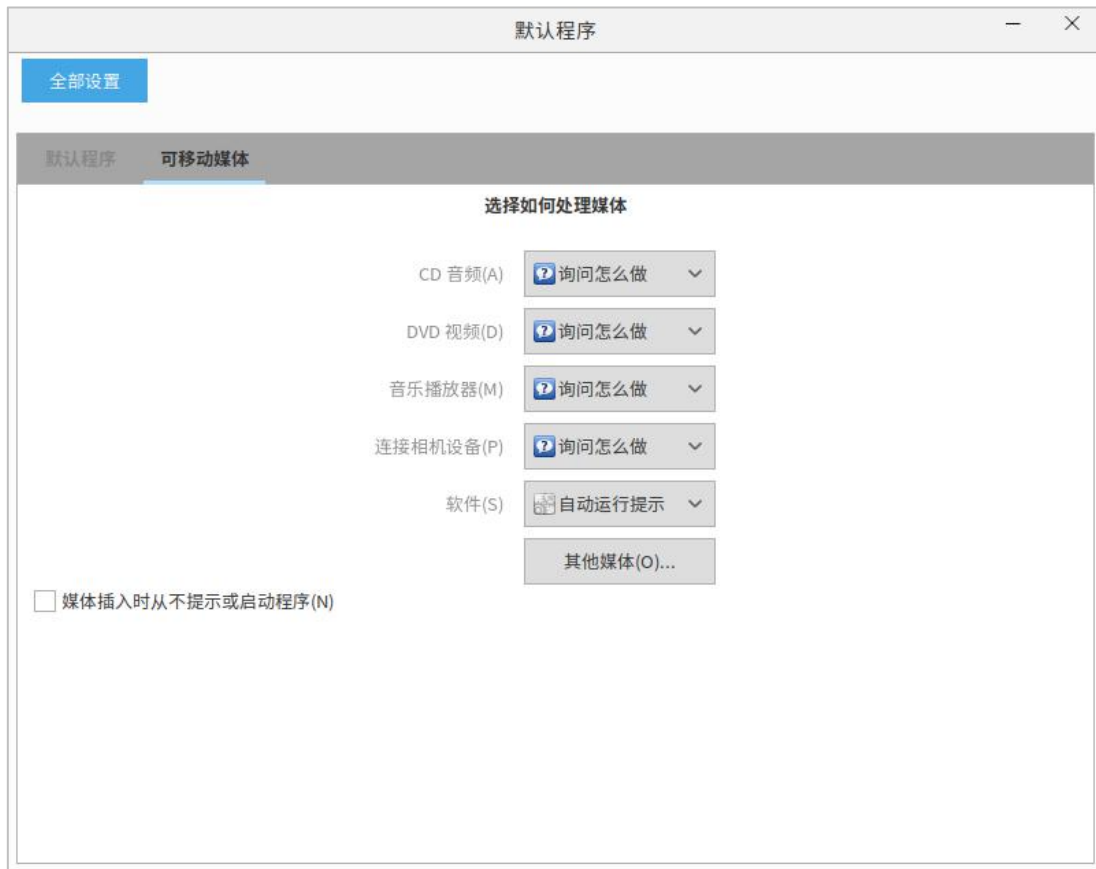 默认程序
全部设置
默认程序 可移动媒体
选择如何处理媒体
CD 音频(A) 询问怎么做
DVD 视频(D) 询问怎么做
音乐播放器(M) 询问怎么做
连接相机设备(P) 询问怎么做
软件(S) 自动运行提示
其他媒体(O)...
媒体插入时从不提示或启动程序(N)